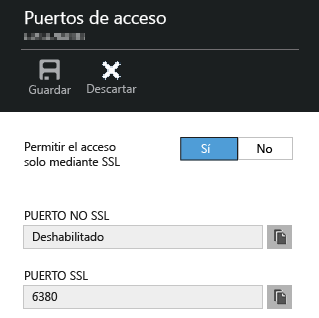 Puertos de acceso
Guardar
Descartar
Permitir el acceso
solo mediante SSL
Sí
No
PUERTO NO SSL
Deshabilitado
PUERTO SSL
6380